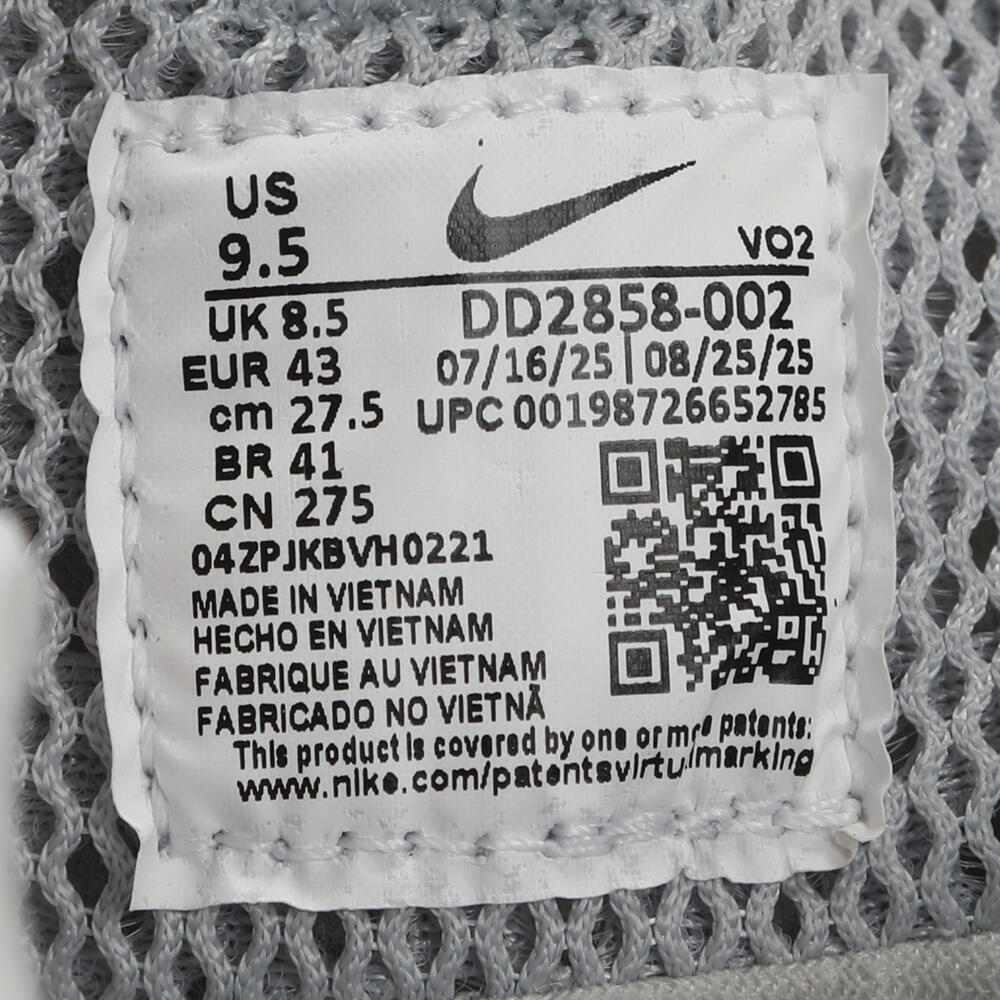 US
9.5
VO2
UK 8.5
DD2858-002
EUR 43
07/16/25 | 08/25/25
cm 27.5
UPC 00198726652785
BR 41
CN 275
04ZPJKBVH0221
MADE IN VIETNAM
HECHO EN VIETNAM
FABRIQUE AU VIETNAM
FABRICADO NO VIETNÃ
This product is covered by one or more patents:
www.nike.com/patentsvirtualmarking